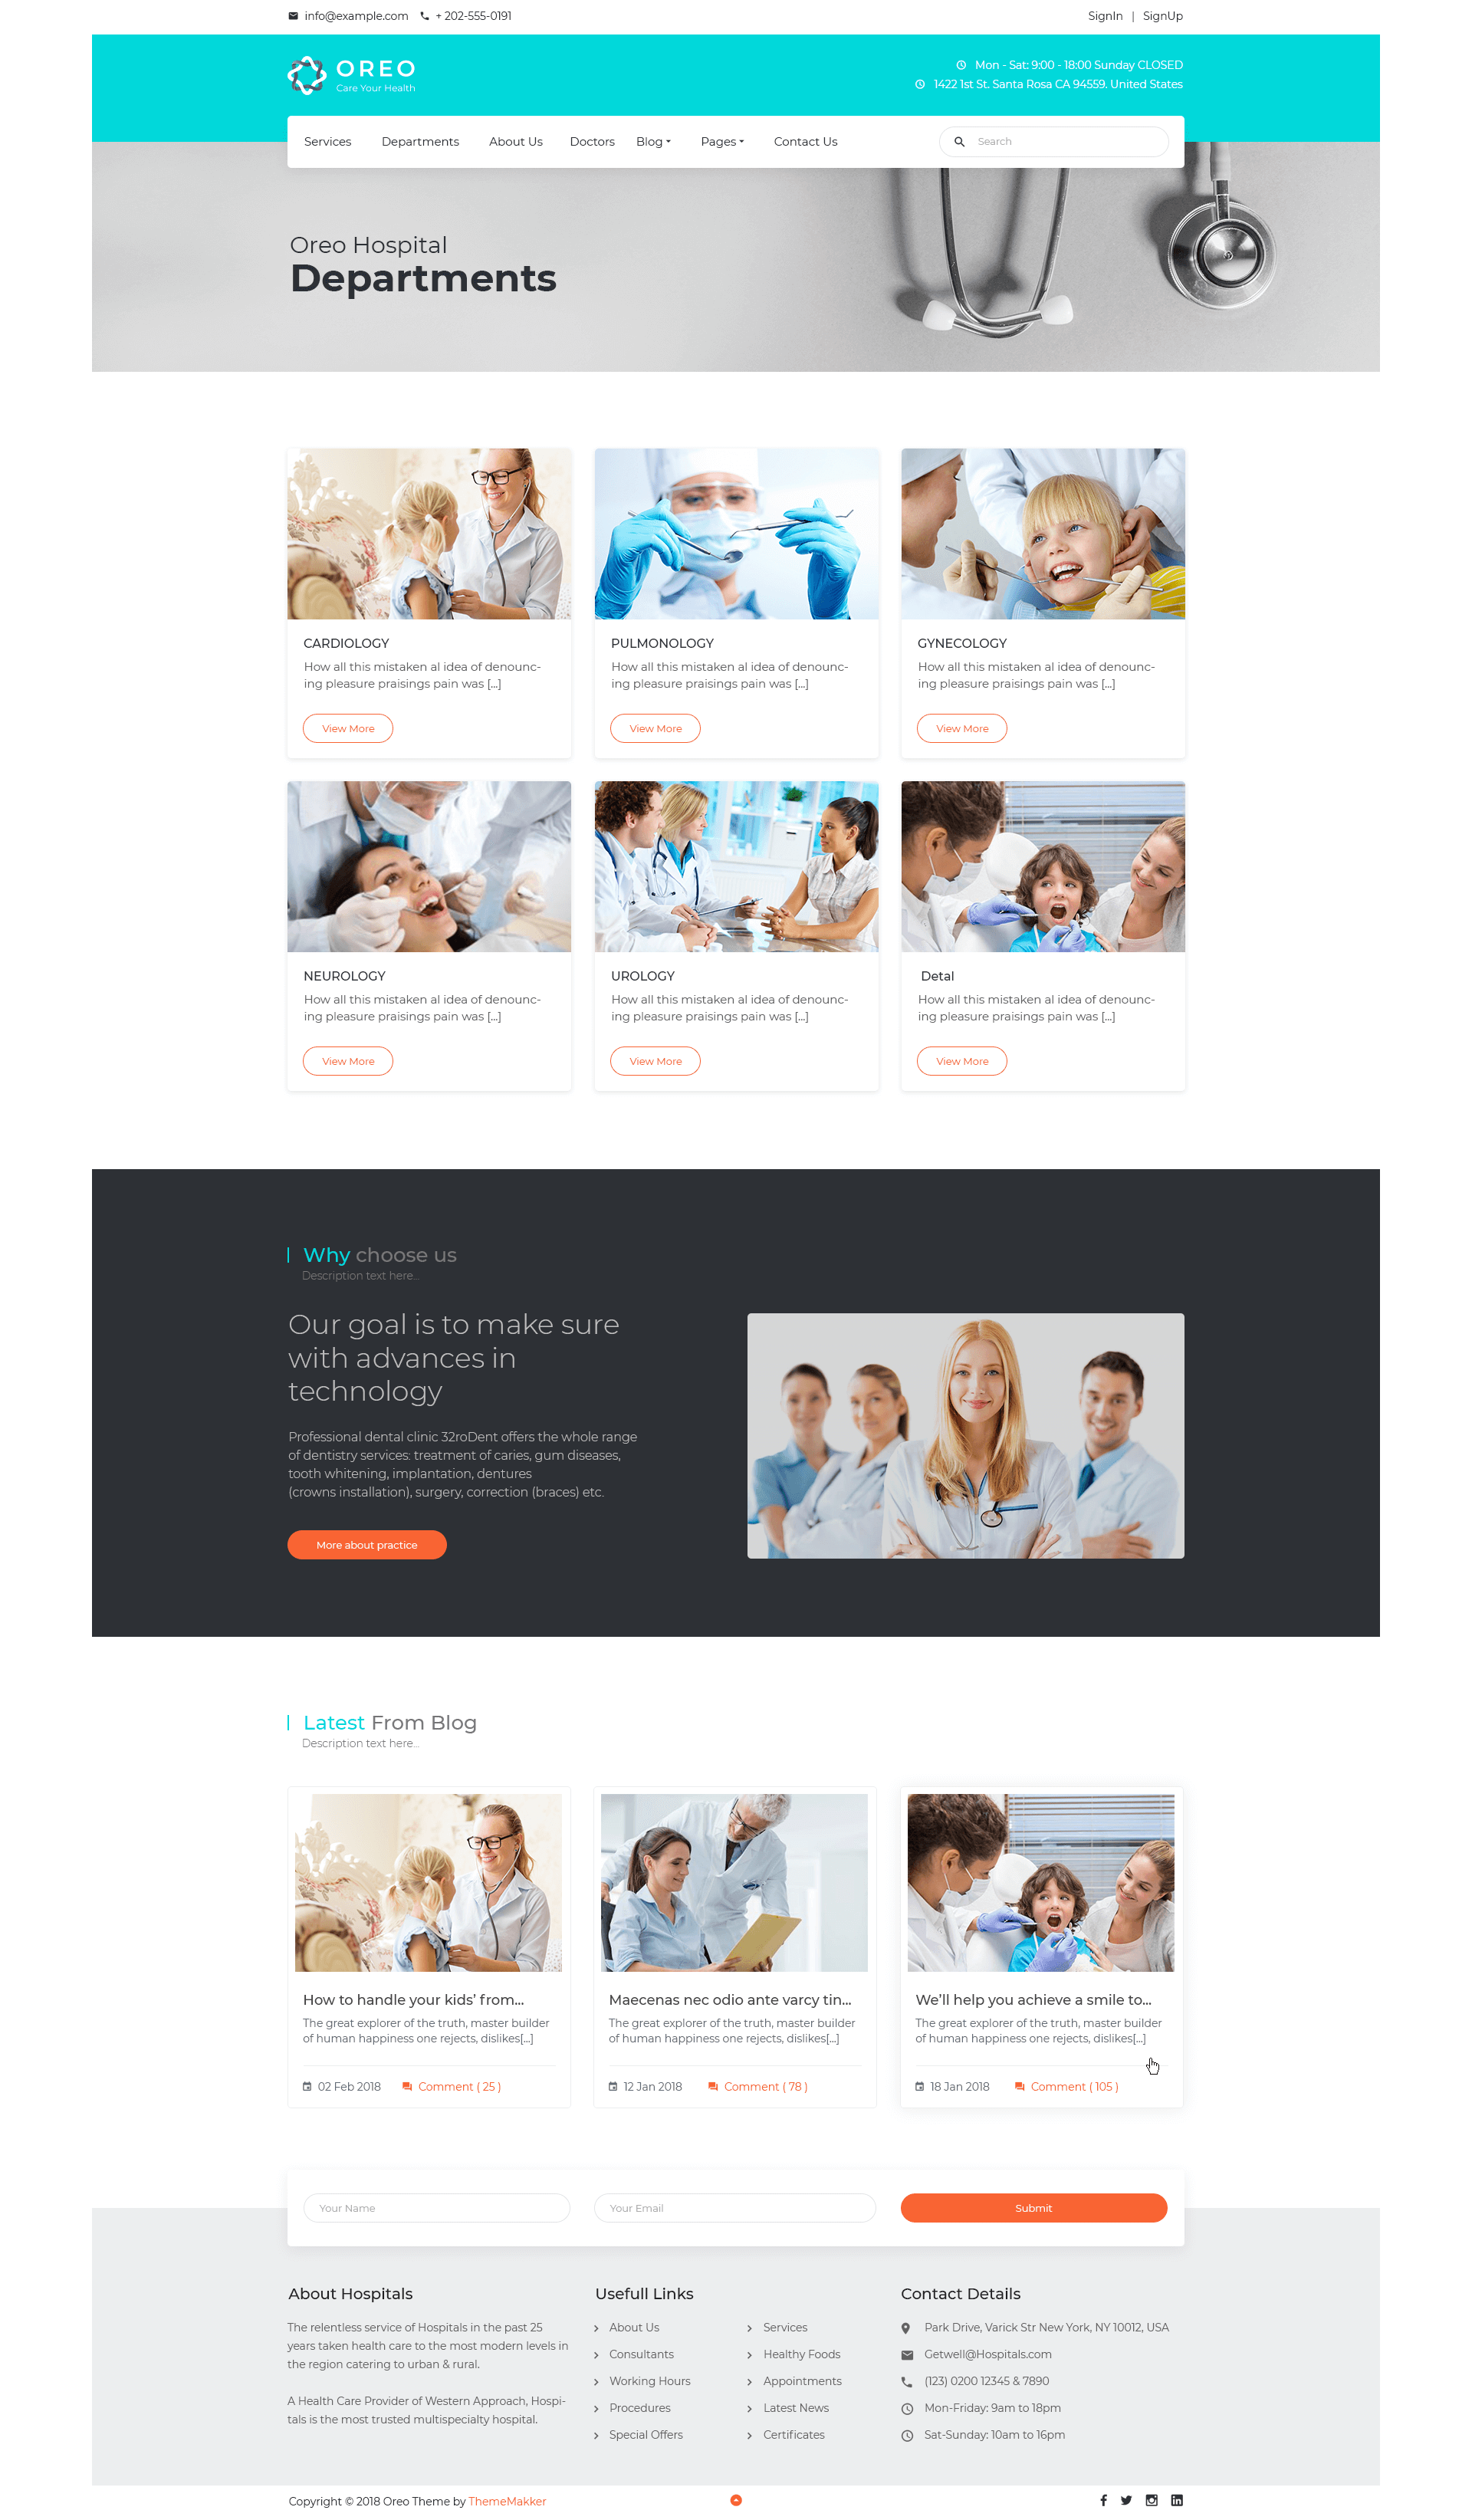 info@example.com + 202-555-0191 SignIn | SignUp
OREO
Care Your Health
Mon - Sat: 9:00 - 18:00 Sunday CLOSED
1422 1st St. Santa Rosa CA 94559. United States
Services Departments About Us Doctors Blog Pages Contact Us Search
Oreo Hospital
Departments
CARDIOLOGY
How all this mistaken al idea of denounc-
ing pleasure praisings pain was [...]
View More
PULMONOLOGY
How all this mistaken al idea of denounc-
ing pleasure praisings pain was [...]
View More
GYNECOLOGY
How all this mistaken al idea of denounc-
ing pleasure praisings pain was [...]
View More
NEUROLOGY
How all this mistaken al idea of denounc-
ing pleasure praisings pain was [...]
View More
UROLOGY
How all this mistaken al idea of denounc-
ing pleasure praisings pain was [...]
View More
Detal
How all this mistaken al idea of denounc-
ing pleasure praisings pain was [...]
View More
Why choose us
Description text here...
Our goal is to make sure
with advances in
technology
Professional dental clinic 32roDent offers the whole range
of dentistry services: treatment of caries, gum diseases,
tooth whitening, implantation, dentures
(crowns installation), surgery, correction (braces) etc.
More about practice
Latest From Blog
Description text here...
How to handle your kids' from...
The great explorer of the truth, master builder
of human happiness one rejects, dislikes[...]
02 Feb 2018 Comment ( 25 )
Maecenas nec odio ante varcy tin...
The great explorer of the truth, master builder
of human happiness one rejects, dislikes[...]
12 Jan 2018 Comment ( 78 )
We'll help you achieve a smile to...
The great explorer of the truth, master builder
of human happiness one rejects, dislikes[...]
18 Jan 2018 Comment ( 105 )
Your Name Your Email Submit
About Hospitals
The relentless service of Hospitals in the past 25
years taken health care to the most modern levels in
the region catering to urban & rural.
A Health Care Provider of Western Approach, Hospi-
tals is the most trusted multispecialty hospital.
Usefull Links
About Us
Consultants
Working Hours
Procedures
Special Offers
Services
Healthy Foods
Appointments
Latest News
Certificates
Contact Details
Park Drive, Varick Str New York, NY 10012, USA
Getwell@Hospitals.com
(123) 0200 12345 & 7890
Mon-Friday: 9am to 18pm
Sat-Sunday: 10am to 16pm
Copyright © 2018 Oreo Theme by ThemeMakker